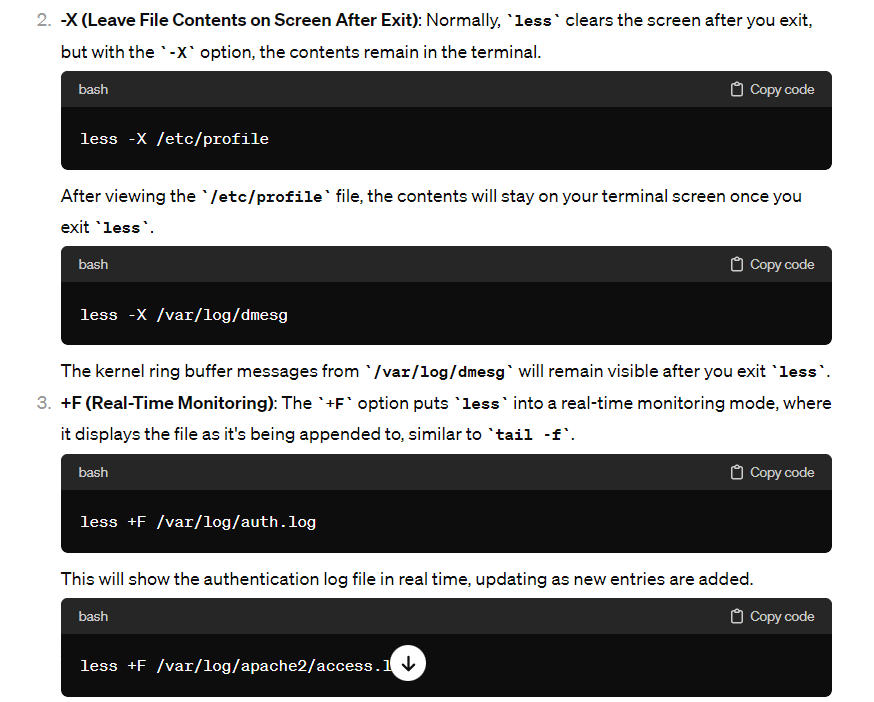 2. -X (Leave File Contents on Screen After Exit): Normally, `less` clears the screen after you exit,
but with the `-X` option, the contents remain in the terminal.
bash Copy code
less -X /etc/profile
After viewing the `/etc/profile` file, the contents will stay on your terminal screen once you
exit `less`.
bash Copy code
less -X /var/log/dmesg
The kernel ring buffer messages from `/var/log/dmesg` will remain visible after you exit `less`.
3. +F (Real-Time Monitoring): The `+F` option puts `less` into a real-time monitoring mode, where
it displays the file as it's being appended to, similar to `tail -f`.
bash Copy code
less +F /var/log/auth.log
This will show the authentication log file in real time, updating as new entries are added.
bash Copy code
less +F /var/log/apache2/access.l